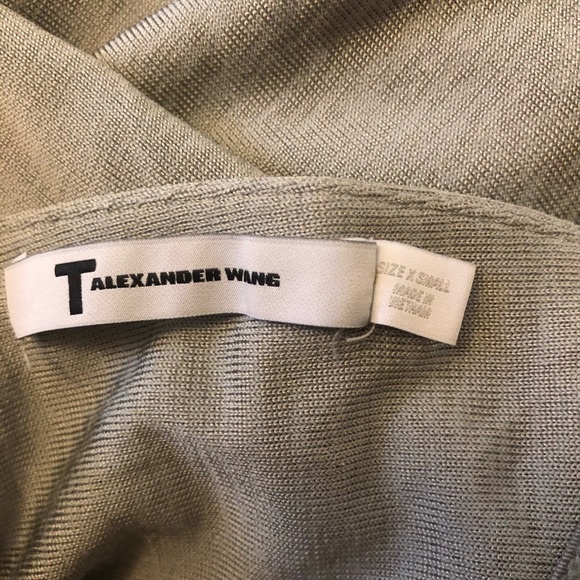 T ALEXANDER WANG
SIZE X SMALL
MADE IN
VIETNAM